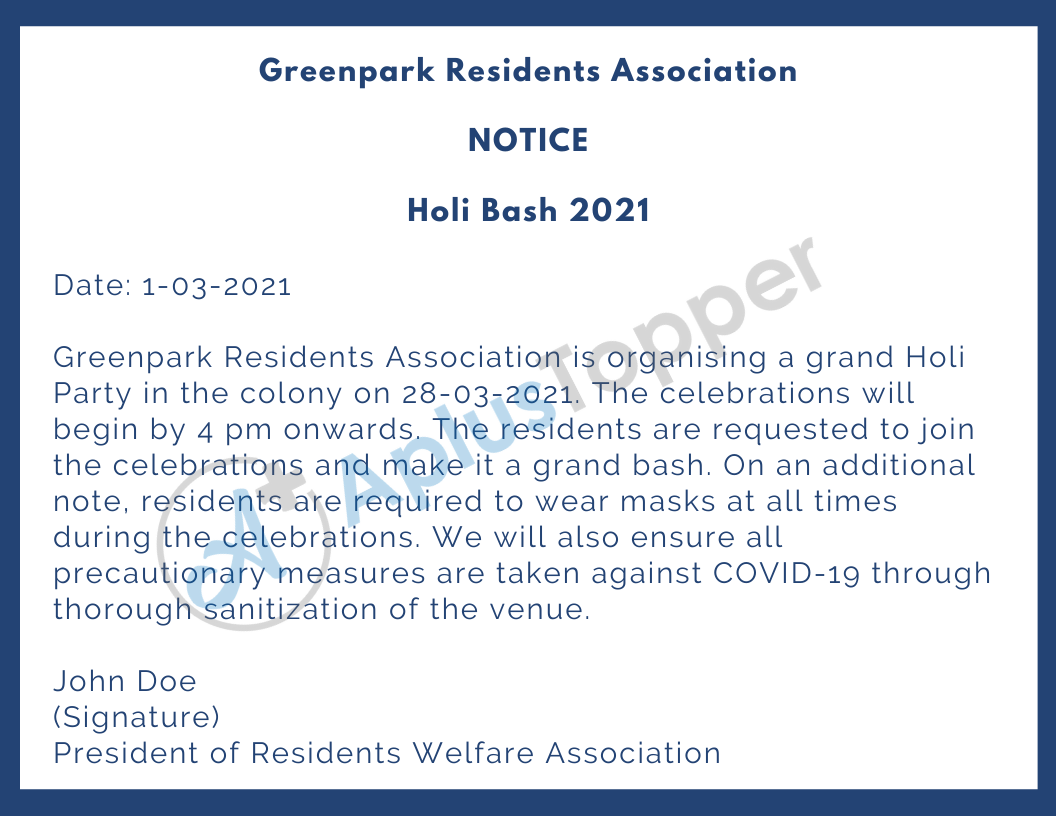 Greenpark Residents Association
NOTICE
Holi Bash 2021
Date: 1-03-2021
Greenpark Residents Association is organising a grand Holi
Party in the colony on 28-03-2021. The celebrations will
begin by 4 pm onwards. The residents are requested to join
the celebrations and make it a grand bash. On an additional
note, residents are required to wear masks at all times
during the celebrations. We will also ensure all
precautionary measures are taken against COVID-19 through
thorough sanitization of the venue.
John Doe
(Signature)
President of Residents Welfare Association
A+
AplusTopper